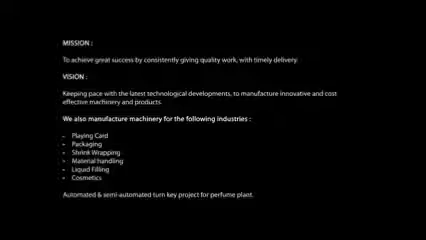 MISSION :
To achieve great success by consistently giving quality work, with timely delivery.
VISION :
Keeping pace with the latest technological developments, to manufacture innovative and cost
effective machinery and products.
We also manufacture machinery for the following industries :
- Playing Card
- Packaging
- Shrink Wrapping
- Material handling
- Liquid Filling
- Cosmetics
Automated & semi-automated turn key project for perfume plant.